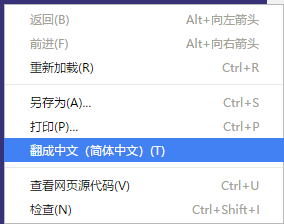 返回(B) Alt+向左箭头
前进(F) Alt+向右箭头
重新加载(R) Ctrl+R
另存为(A)... Ctrl+S
打印(P)... Ctrl+P
翻成中文（简体中文）(T)
查看网页源代码(V) Ctrl+U
检查(N) Ctrl+Shift+I